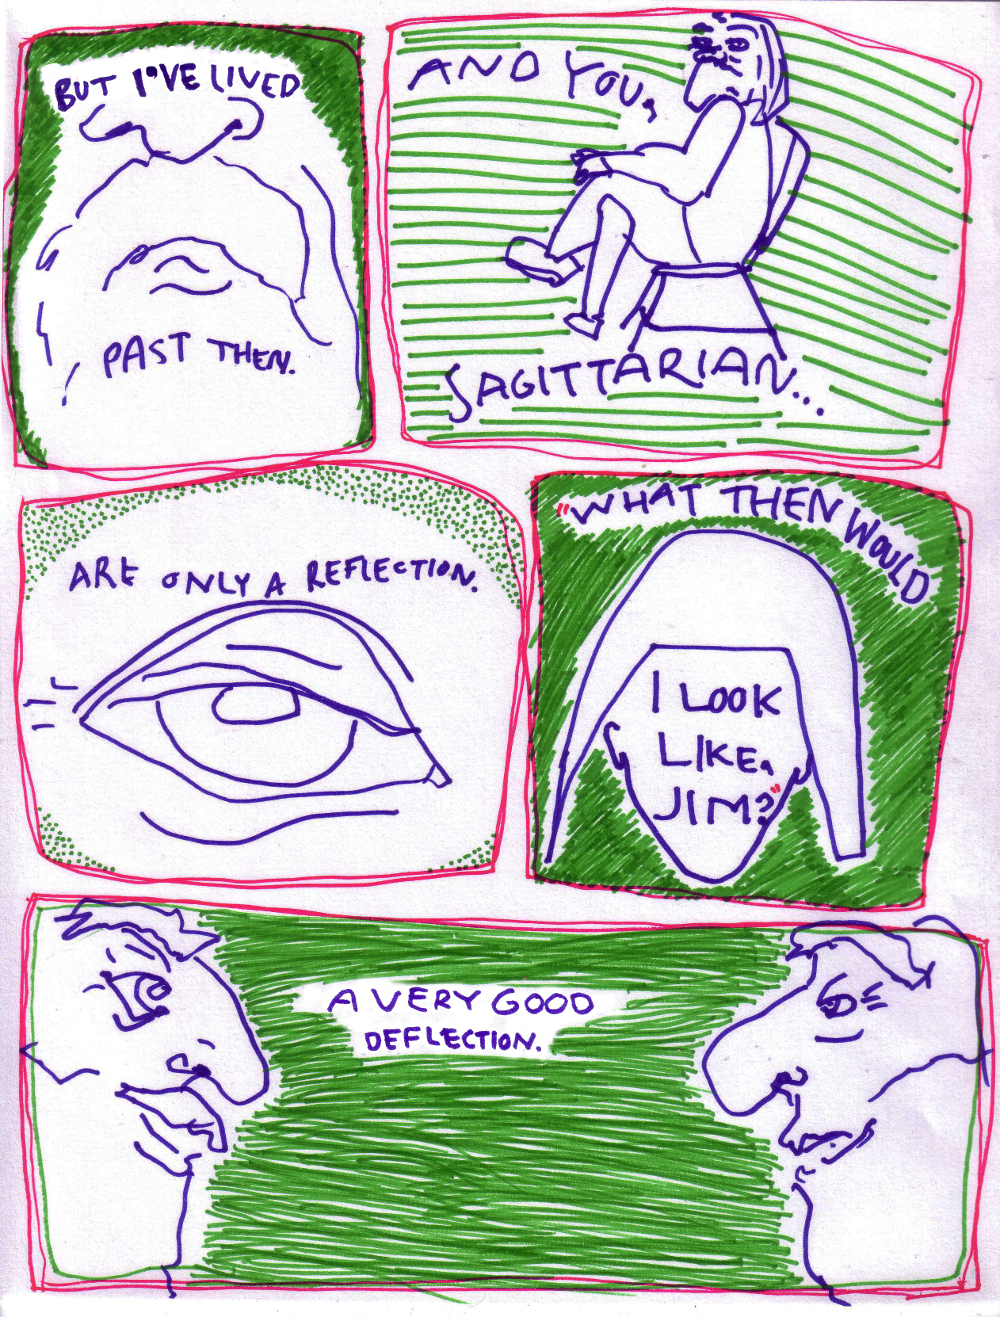 BUT I'VE LIVED
PAST THEN.
AND YOU,
SAGITTARIAN...
ARE ONLY A REFLECTION.
"WHAT THEN WOULD
I LOOK
LIKE,
JIM?"
A VERY GOOD
DEFLECTION.